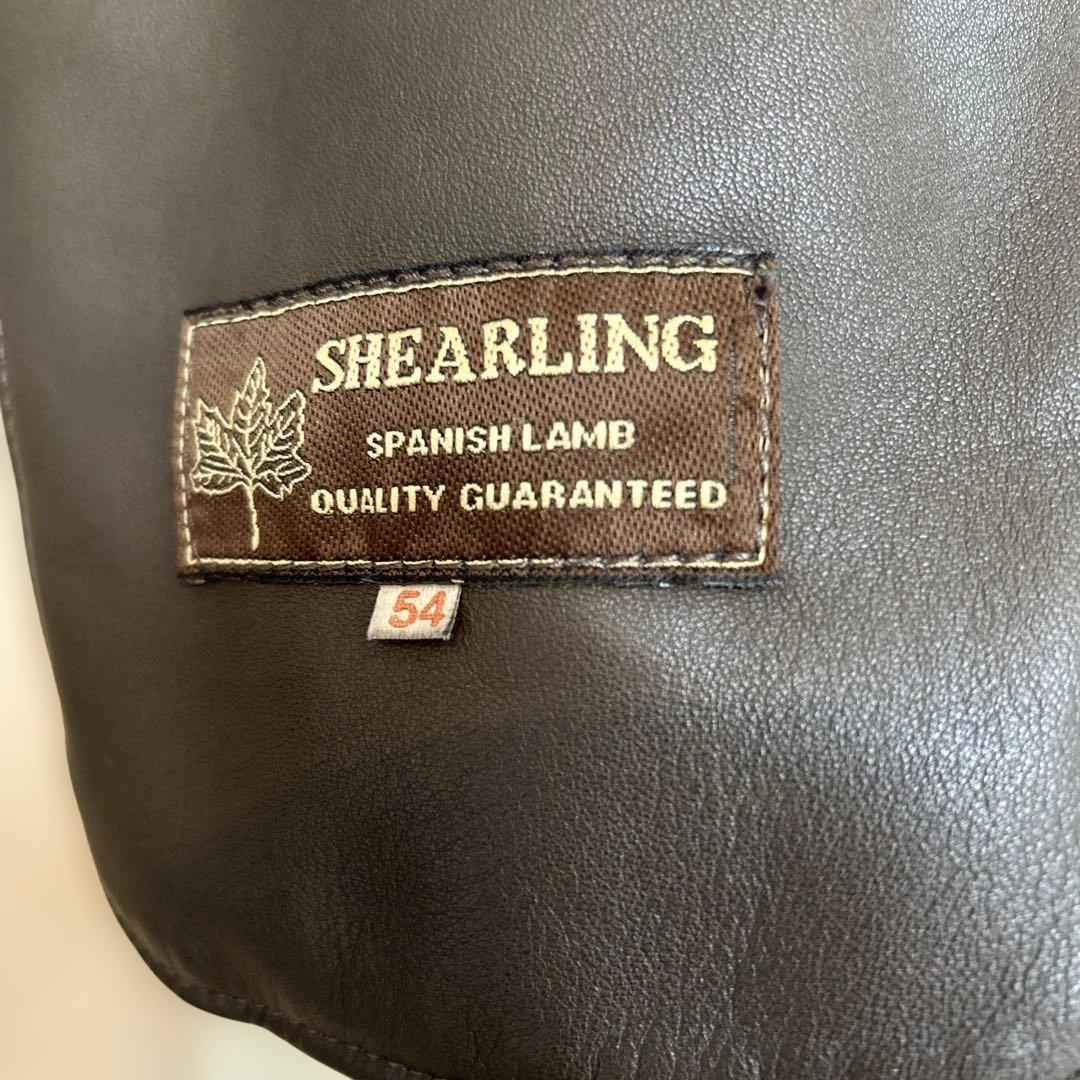 SHEARLING
SPANISH LAMB
QUALITY GUARANTEED
54